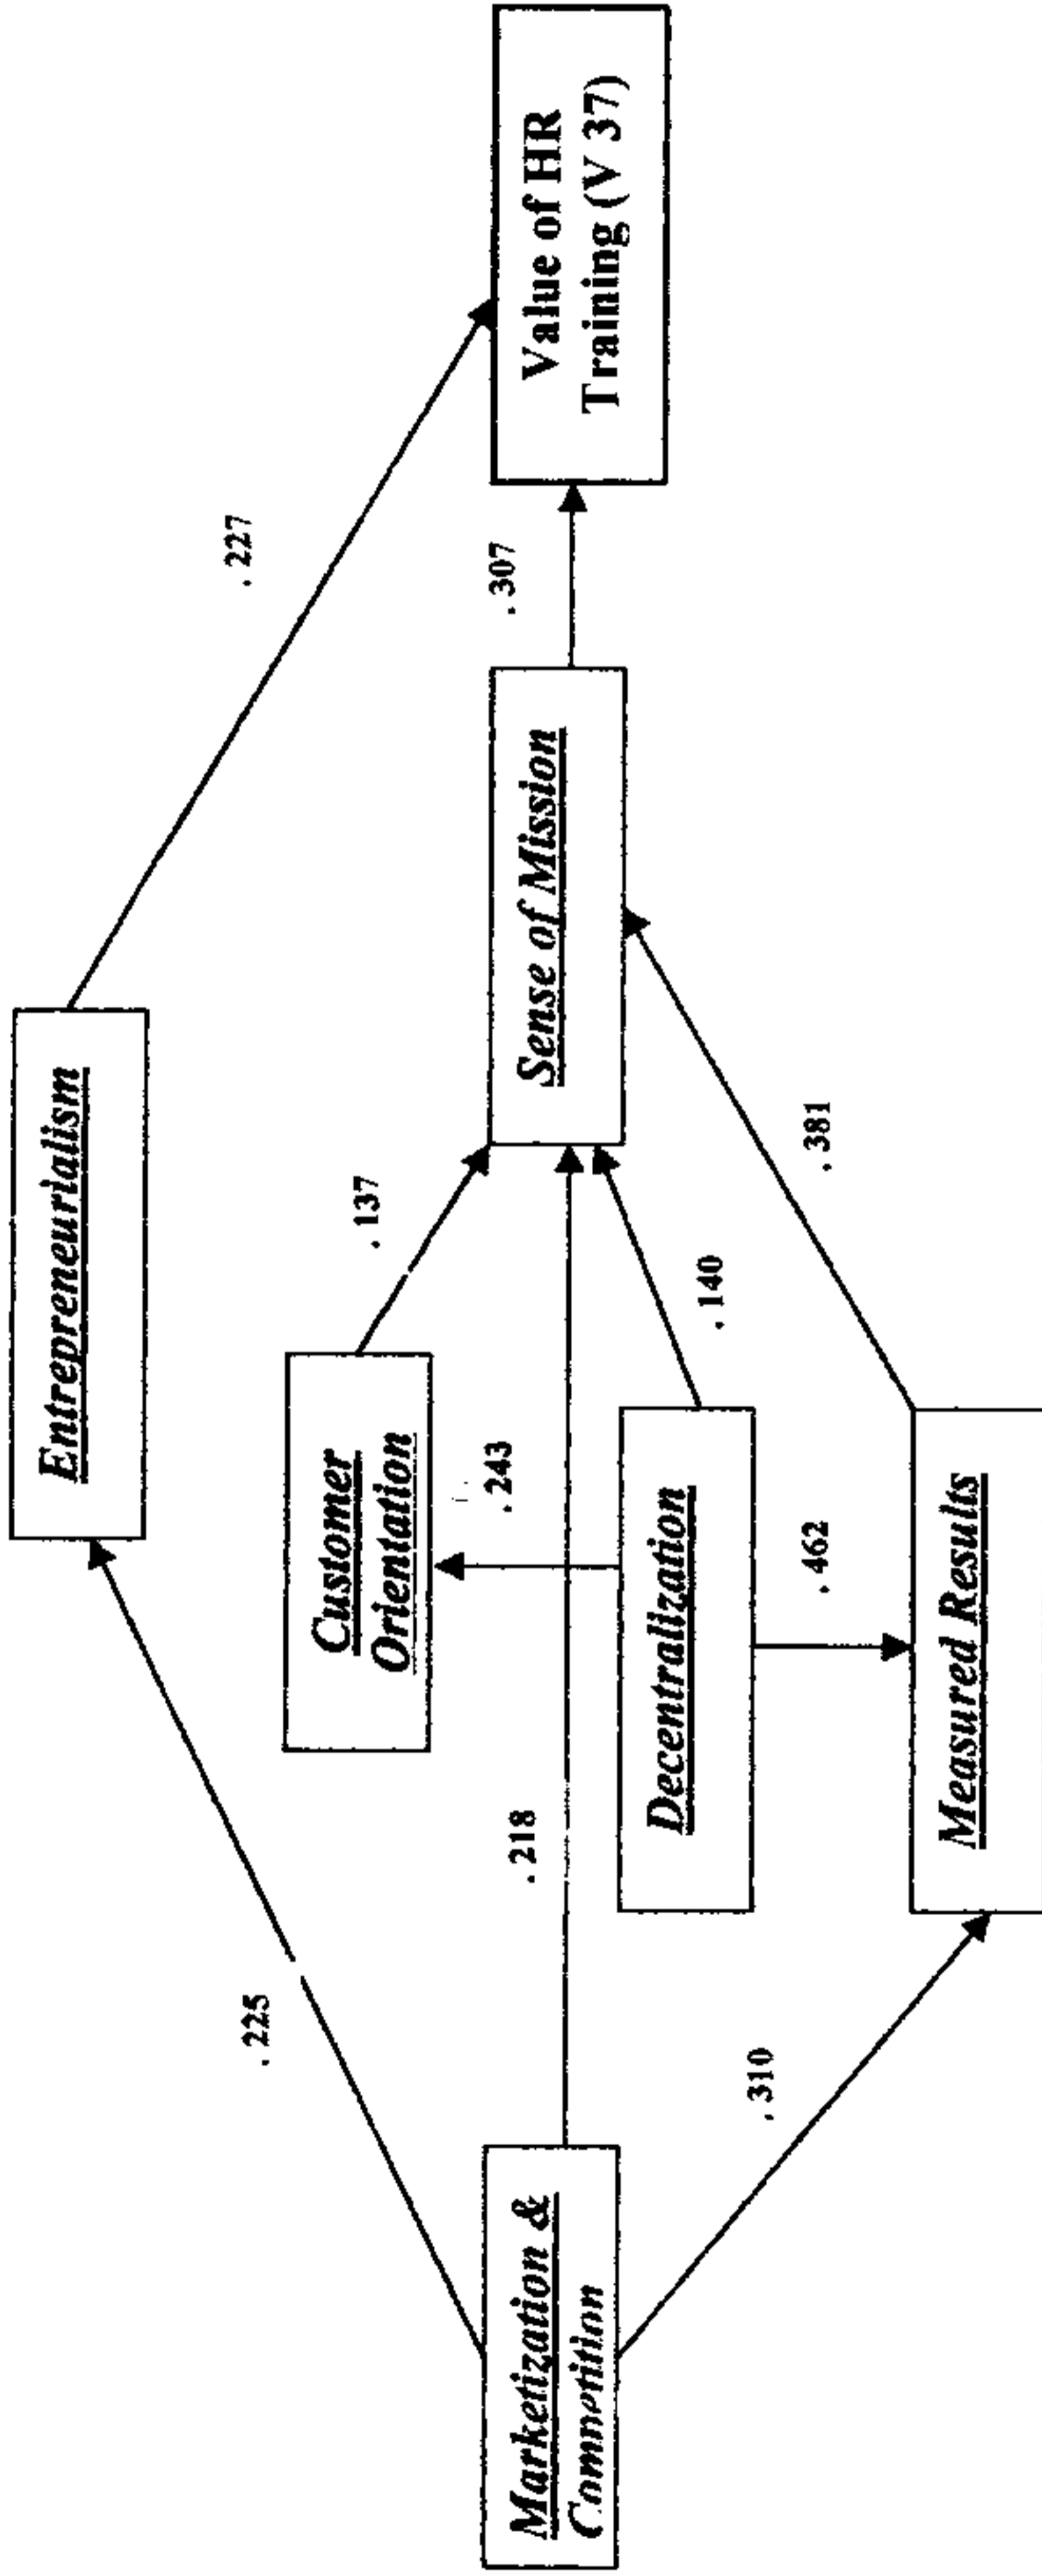 Entrepreneurialism
.225
.227
Customer
Orientation
.137
.243
.218
Marketization &
Competition
Sense of Mission
.307
Value of HR
Training (V 37)
Decentralization
.140
.462
.310
.381
Measured Results